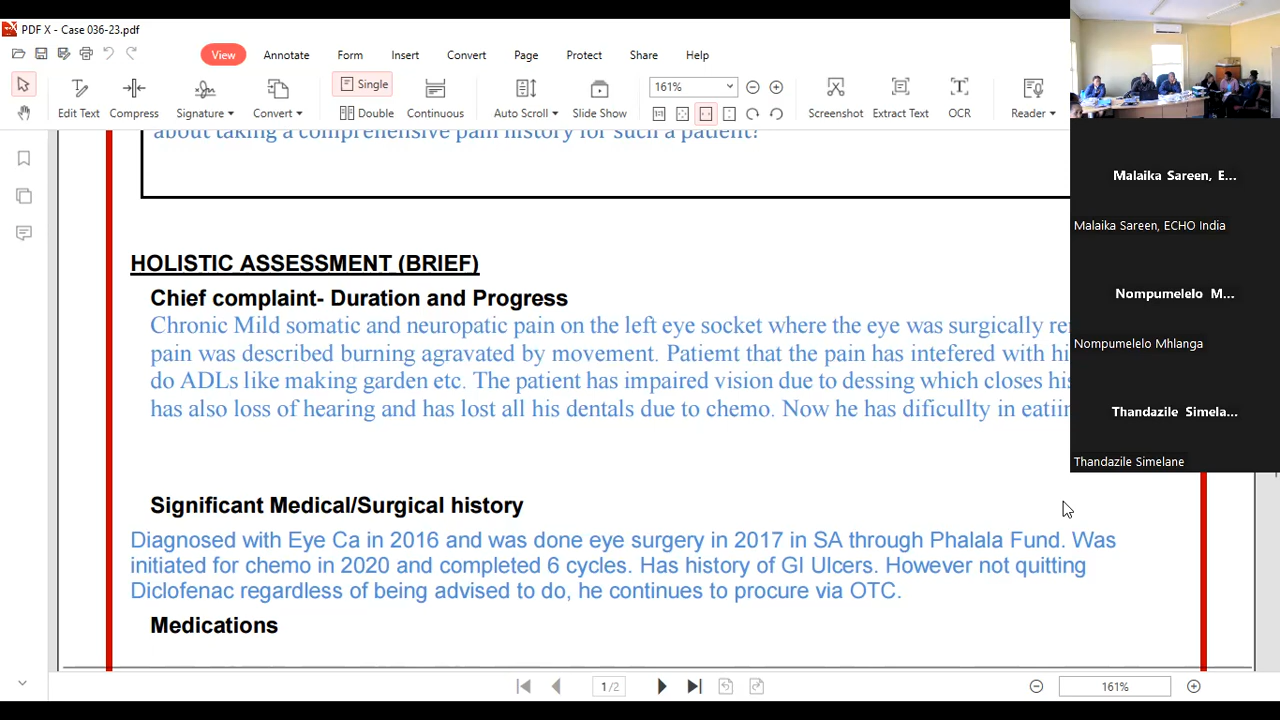 PDF X - Case 036-23.pdf
View Annotate Form Insert Convert Page Protect Share Help
Edit Text Compress Signature Convert Single Double Continuous Auto Scroll Slide Show 161% Screenshot Extract Text OCR Reader
about taking a comprehensive pain history for such a patient?
HOLISTIC ASSESSMENT (BRIEF)
Chief complaint- Duration and Progress
Chronic Mild somatic and neuropatic pain on the left eye socket where the eye was surgically re
pain was described burning agravated by movement. Patiemt that the pain has intefered with hi
do ADLs like making garden etc. The patient has impaired vision due to dessing which closes his
has also loss of hearing and has lost all his dentals due to chemo. Now he has dificullty in eatiin
Significant Medical/Surgical history
Diagnosed with Eye Ca in 2016 and was done eye surgery in 2017 in SA through Phalala Fund. Was
initiated for chemo in 2020 and completed 6 cycles. Has history of GI Ulcers. However not quitting
Diclofenac regardless of being advised to do, he continues to procure via OTC.
Medications
1/2
161%
Malaika Sareen, E...
Malaika Sareen, ECHO India
Nompumelelo M...
Nompumelelo Mhlanga
Thandazile Simela...
Thandazile Simelane